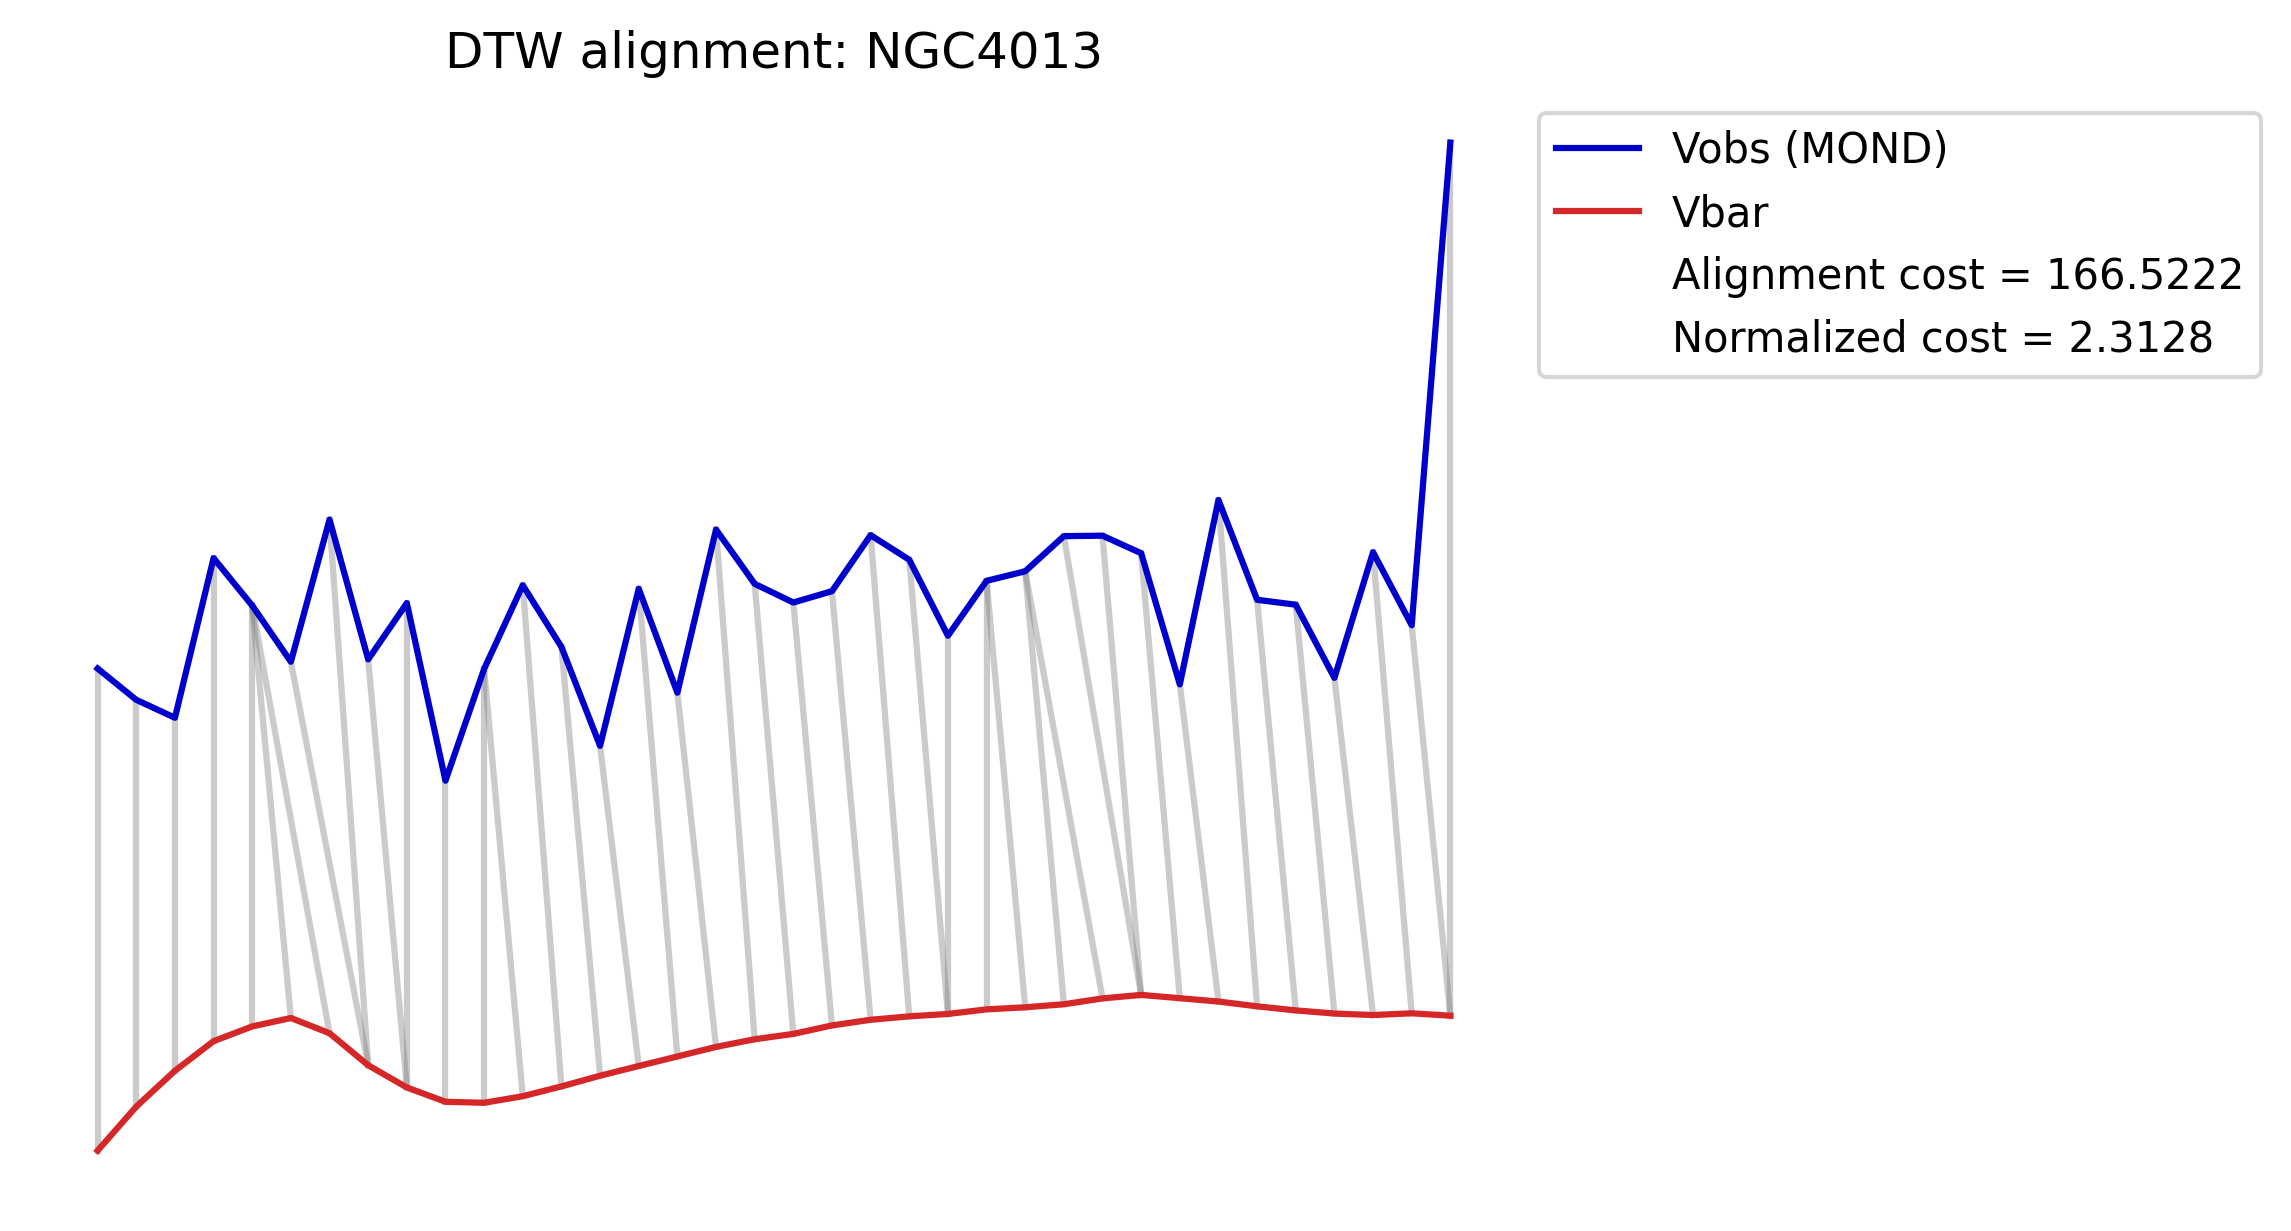 DTW alignment: NGC4013
Vobs (MOND)
Vbar
Alignment cost = 166.5222
Normalized cost = 2.3128